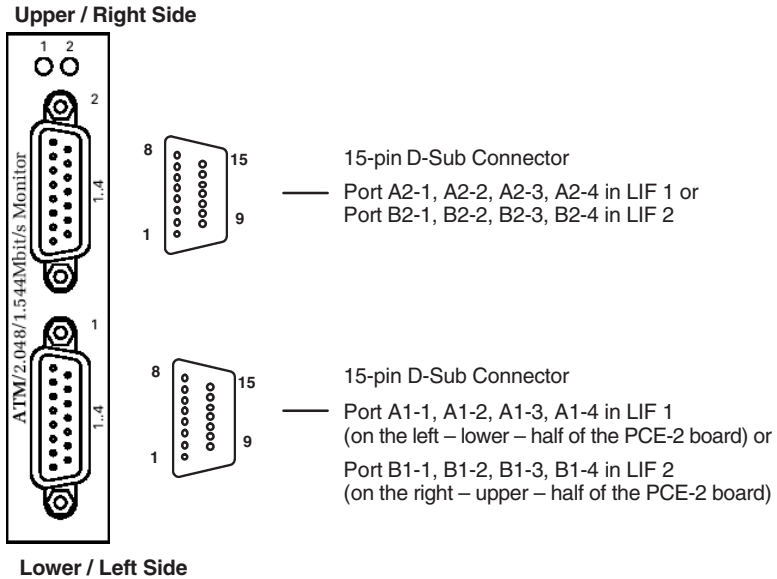 Upper / Right Side
1 2
2
1..4
ATM/2.048/1.544Mbit/s Monitor
8
15
9
1
15-pin D-Sub Connector
Port A2-1, A2-2, A2-3, A2-4 in LIF 1 or
Port B2-1, B2-2, B2-3, B2-4 in LIF 2
1
1..4
8
15
9
1
15-pin D-Sub Connector
Port A1-1, A1-2, A1-3, A1-4 in LIF 1
(on the left – lower – half of the PCE-2 board) or
Port B1-1, B1-2, B1-3, B1-4 in LIF 2
(on the right – upper – half of the PCE-2 board)
Lower / Left Side